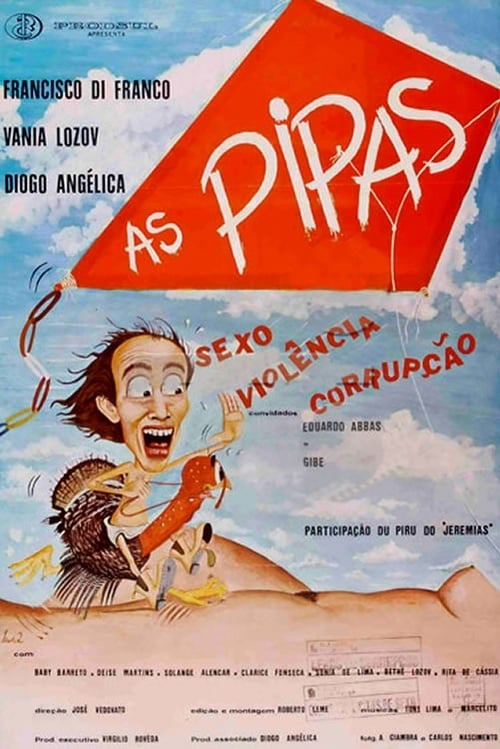 PRODSUL
APRESENTA
FRANCISCO DI FRANCO
VANIA LOZOV
DIOGO ANGÉLICA
AS PIPAS
SEXO
VIOLÊNCIA
CORRUPÇÃO
convidados
EDUARDO ABBAS
GIBE
PARTICIPAÇÃO DU PIRU DO "JEREMIAS"
com
BABY BARRETO • DEISE MARTINS • SOLANGE ALENCAR • CLARICE FONSECA • SONIA DE LIMA • BETHE LOZOV • RITA DE CÁSSIA
direção JOSÉ VEDOVATO edição e montagem ROBERTO LEME músicas TONY LIMA MARCELITO
Prod. executivo VIRGILIO ROVEDA Prod. associado DIOGO ANGÉLICA fotg. A. CIAMBRA e CARLOS NASCIMENTO